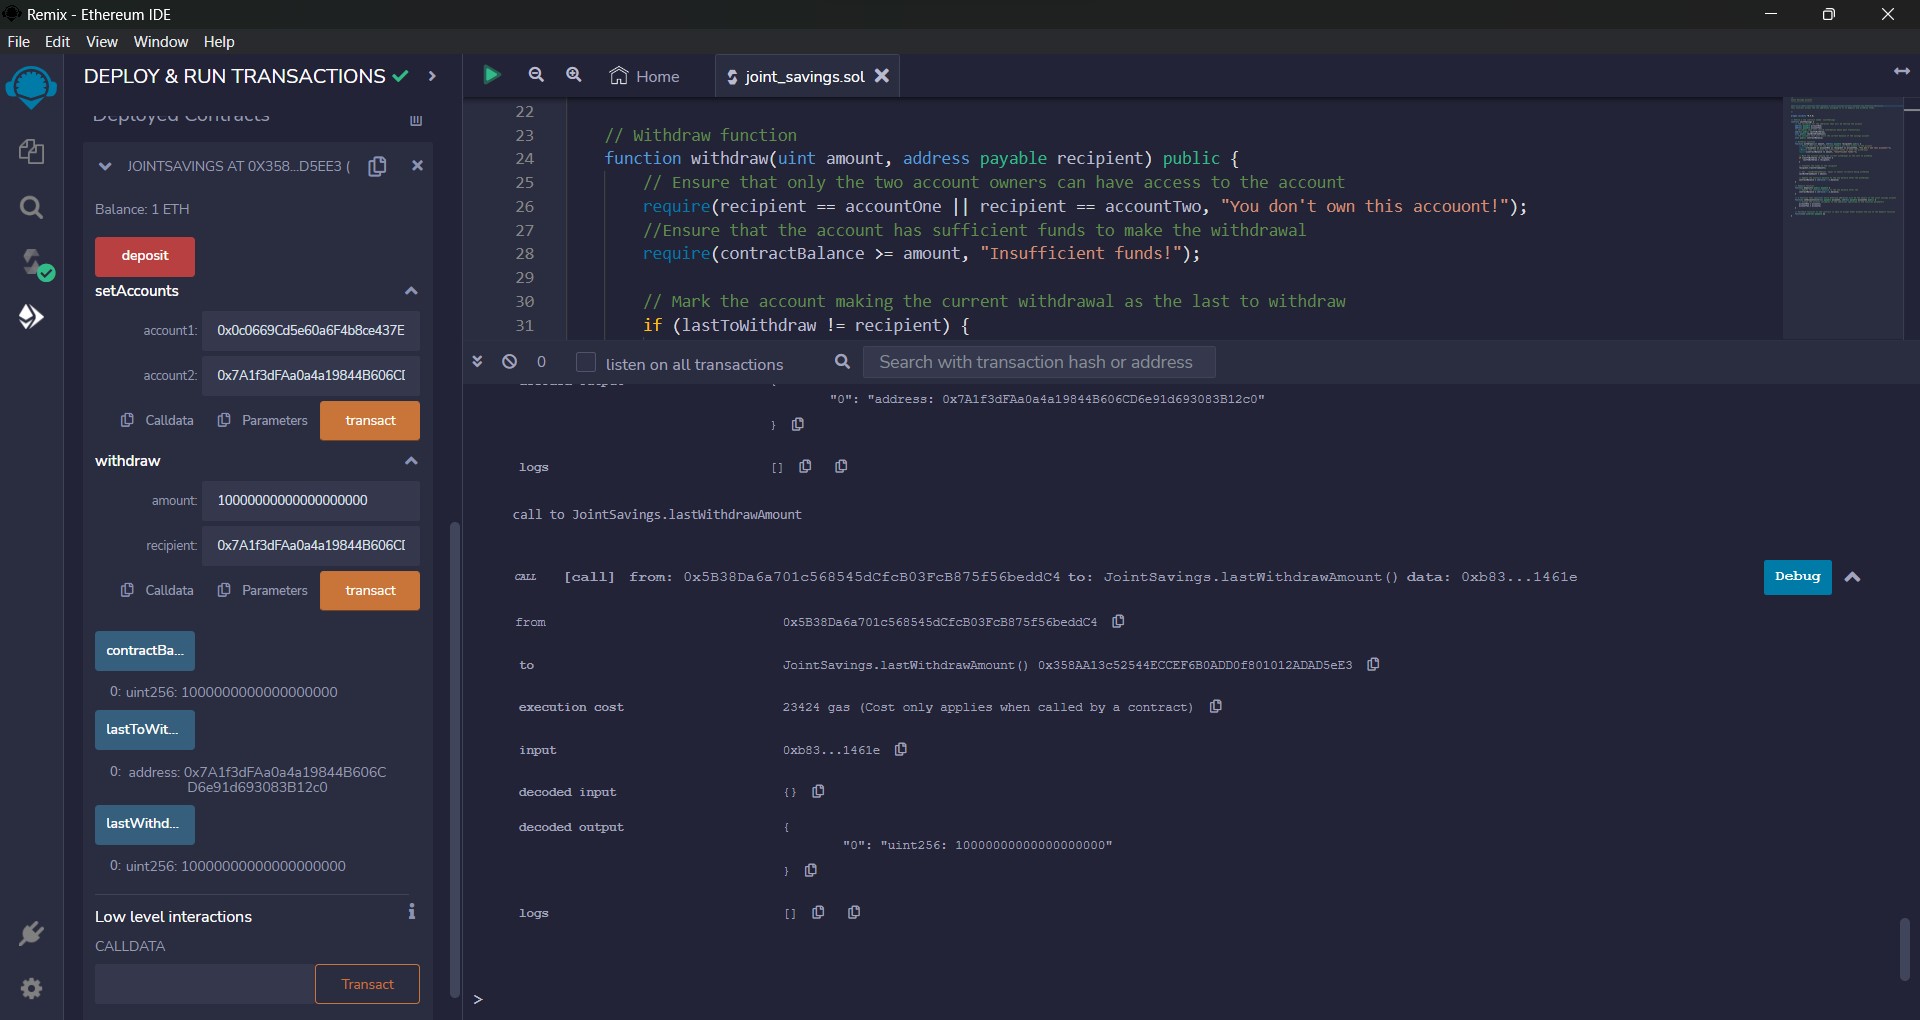 Remix - Ethereum IDE
File Edit View Window Help
DEPLOY & RUN TRANSACTIONS
Deployed Contracts
JOINTSAVINGS AT 0X358...D5EE3 (
Balance: 1 ETH
deposit
setAccounts
account1: 0x0c0669Cd5e60a6F4b8ce437E
account2: 0x7A1f3dFAa0a4a19844B606CI
Calldata Parameters transact
withdraw
amount: 10000000000000000000
recipient: 0x7A1f3dFAa0a4a19844B606CI
Calldata Parameters transact
contractBa...
0: uint256: 1000000000000000000
lastToWit...
0: address: 0x7A1f3dFAa0a4a19844B606C
D6e91d693083B12c0
lastWithd...
0: uint256: 10000000000000000000
Low level interactions
CALLDATA
Transact
Home joint_savings.sol
22
23 // Withdraw function
24 function withdraw(uint amount, address payable recipient) public {
25 // Ensure that only the two account owners can have access to the account
26 require(recipient == accountOne || recipient == accountTwo, "You don't own this accouont!");
27 //Ensure that the account has sufficient funds to make the withdrawal
28 require(contractBalance >= amount, "Insufficient funds!");
29
30 // Mark the account making the current withdrawal as the last to withdraw
31 if (lastToWithdraw != recipient) {
0 listen on all transactions Search with transaction hash or address
"0": "address: 0x7A1f3dFAa0a4a19844B606CD6e91d693083B12c0"
}
logs []
call to JointSavings.lastWithdrawAmount
CALL [call] from: 0x5B38Da6a701c568545dCfcB03FcB875f56beddC4 to: JointSavings.lastWithdrawAmount() data: 0xb83...1461e Debug
from 0x5B38Da6a701c568545dCfcB03FcB875f56beddC4
to JointSavings.lastWithdrawAmount() 0x358AA13c52544ECCEF6B0ADD0f801012ADAD5eE3
execution cost 23424 gas (Cost only applies when called by a contract)
input 0xb83...1461e
decoded input {}
decoded output {
"0": "uint256: 10000000000000000000"
}
logs []
>